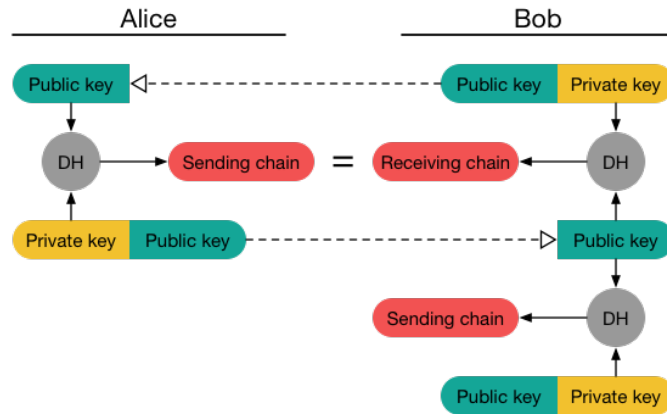 Alice
Bob
Public key
Public key
Private key
DH
Sending chain
=
Receiving chain
DH
Private key
Public key
Public key
Sending chain
DH
Public key
Private key